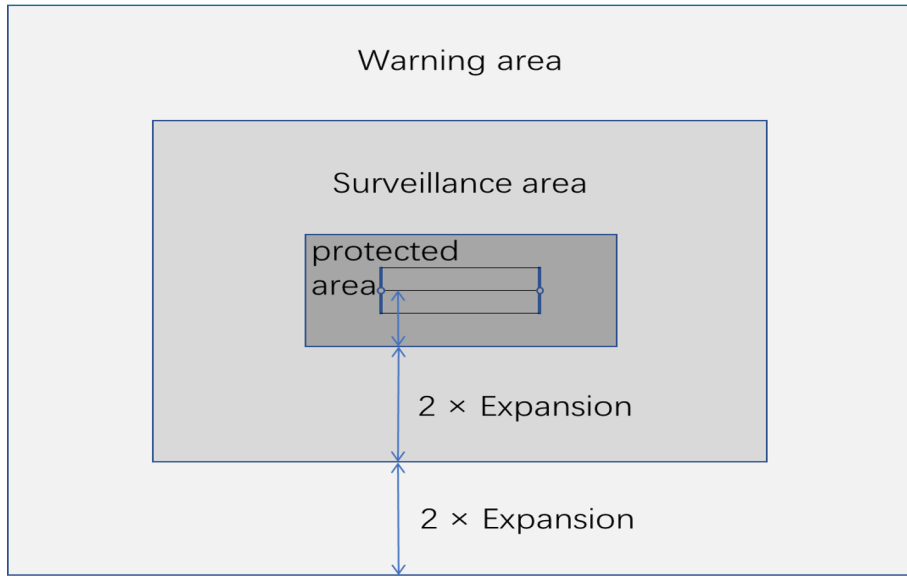 Warning area
Surveillance area
protected
area
2 × Expansion
2 × Expansion